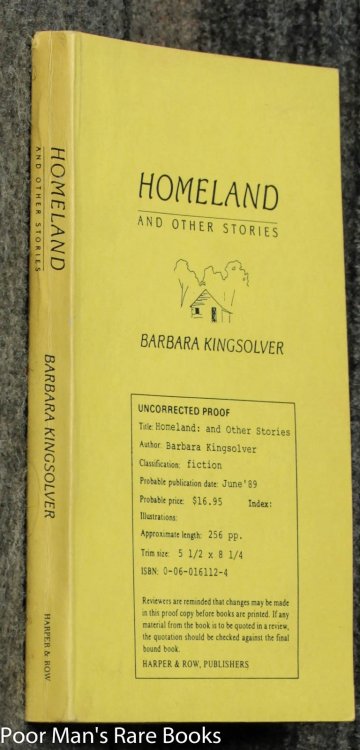 HOMELAND
AND OTHER STORIES
BARBARA KINGSOLVER
HARPER & ROW
HOMELAND
AND OTHER STORIES
BARBARA KINGSOLVER
UNCORRECTED PROOF
Title: Homeland: and Other Stories
Author: Barbara Kingsolver
Classification: fiction
Probable publication date: June'89
Probable price: $16.95 Index:
Illustrations:
Approximate length: 256 pp.
Trim size: 5 1/2 x 8 1/4
ISBN: 0-06-016112-4
Reviewers are reminded that changes may be made
in this proof copy before books are printed. If any
material from the book is to be quoted in a review,
the quotation should be checked against the final
bound book.
HARPER & ROW, PUBLISHERS
Poor Man's Rare Books